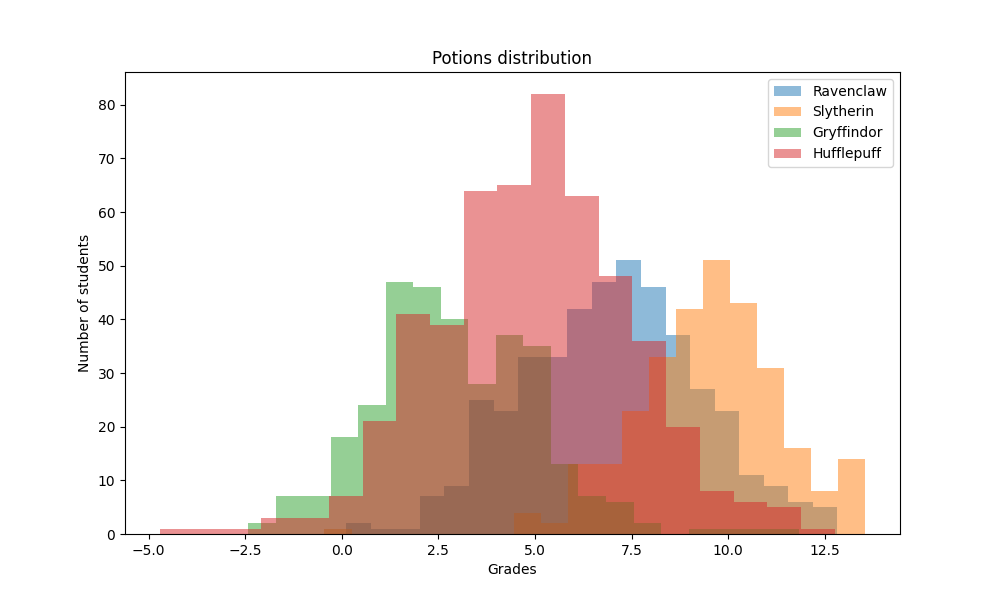 Potions distribution
Ravenclaw
Slytherin
Gryffindor
Hufflepuff
80
70
60
50
40
30
20
10
0
Number of students
−5.0 −2.5 0.0 2.5 5.0 7.5 10.0 12.5
Grades